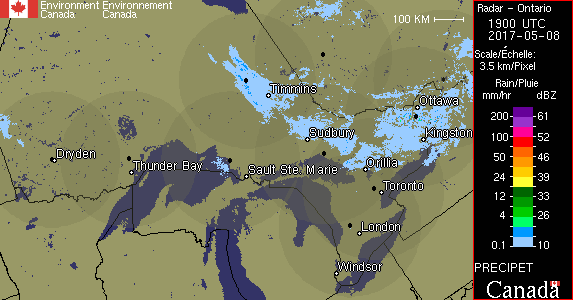 Environment Environnement
Canada Canada
100 KM
Timmins
Ottawa
Sudbury
Kingston
Dryden
Thunder Bay
Sault Ste. Marie
Orillia
Toronto
London
Windsor
Radar - Ontario
1900 UTC
2017-05-08
Scale/Échelle:
3.5 km/Pixel
Rain/Pluie
mm/hr dBZ
200 61
100 57
50 52
24 46
12 39
4 34
0.1 26
10
PRECIPET
Canada